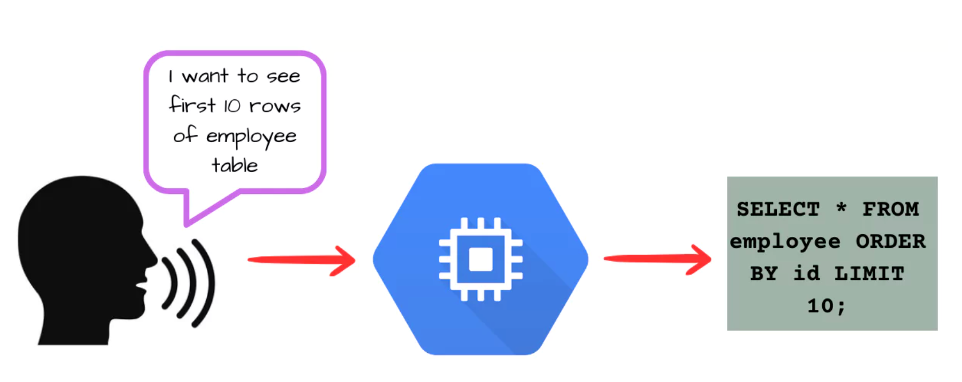 I want to see
first 10 rows
of employee
table
SELECT * FROM
employee ORDER
BY id LIMIT
10;